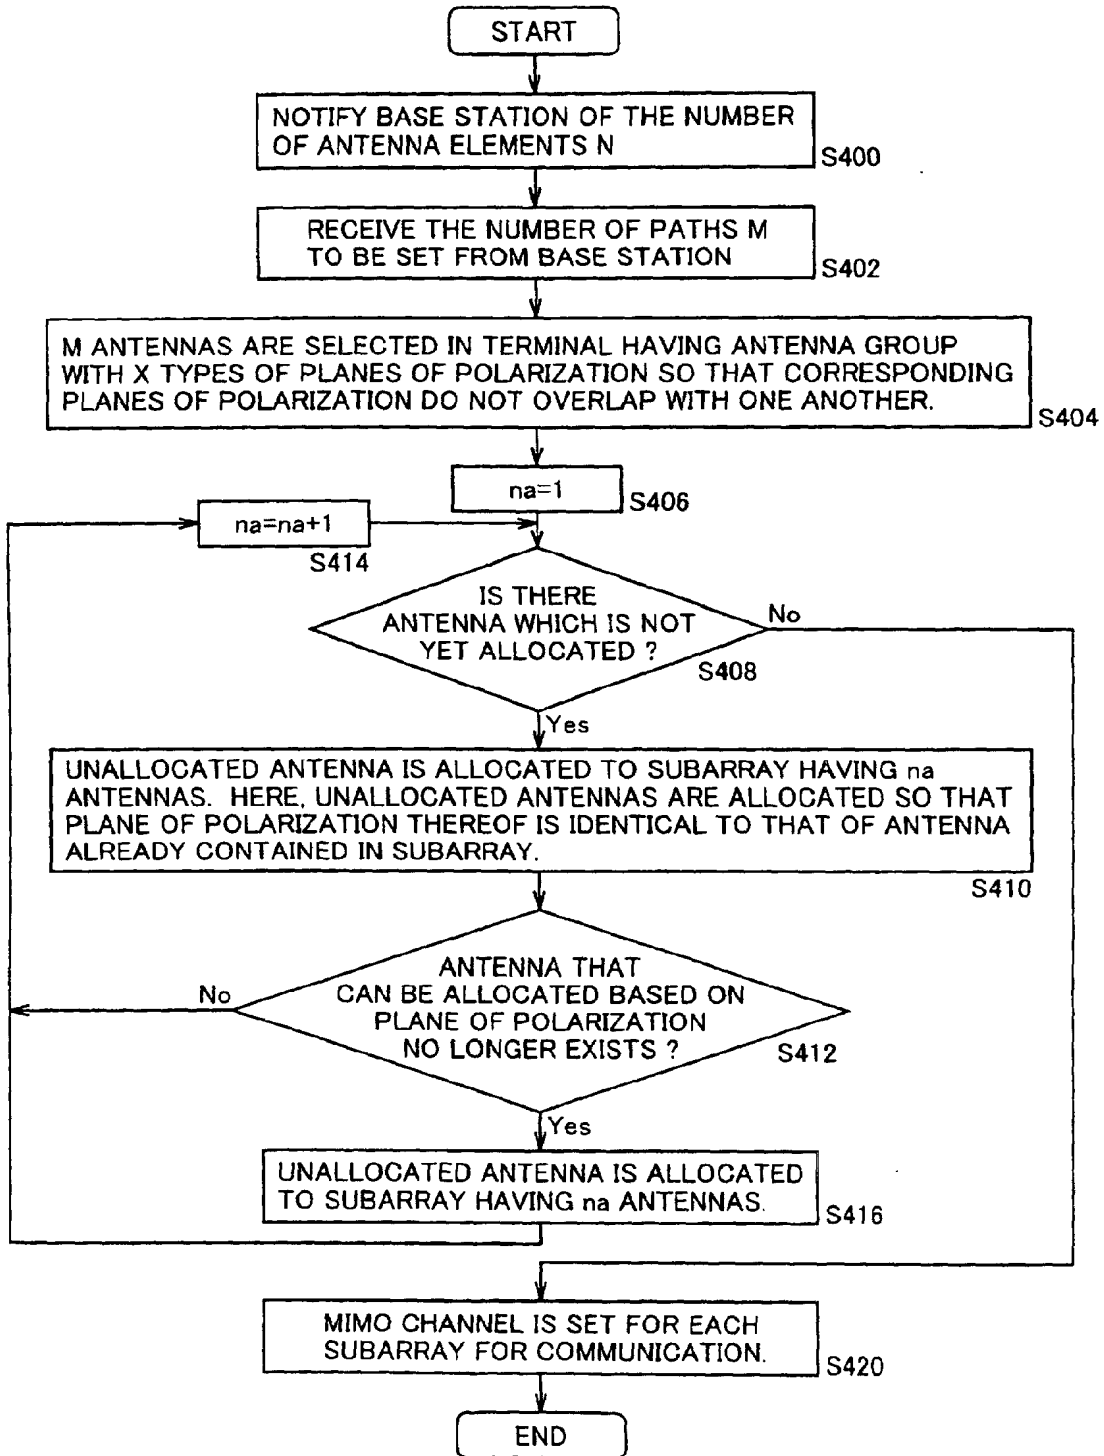 START
NOTIFY BASE STATION OF THE NUMBER
OF ANTENNA ELEMENTS N
S400
RECEIVE THE NUMBER OF PATHS M
TO BE SET FROM BASE STATION
S402
M ANTENNAS ARE SELECTED IN TERMINAL HAVING ANTENNA GROUP
WITH X TYPES OF PLANES OF POLARIZATION SO THAT CORRESPONDING
PLANES OF POLARIZATION DO NOT OVERLAP WITH ONE ANOTHER.
S404
na=1
S406
na=na+1
S414
IS THERE
ANTENNA WHICH IS NOT
YET ALLOCATED ?
S408
No
Yes
UNALLOCATED ANTENNA IS ALLOCATED TO SUBARRAY HAVING na
ANTENNAS. HERE, UNALLOCATED ANTENNAS ARE ALLOCATED SO THAT
PLANE OF POLARIZATION THEREOF IS IDENTICAL TO THAT OF ANTENNA
ALREADY CONTAINED IN SUBARRAY.
S410
ANTENNA THAT
CAN BE ALLOCATED BASED ON
PLANE OF POLARIZATION
NO LONGER EXISTS ?
S412
No
Yes
UNALLOCATED ANTENNA IS ALLOCATED
TO SUBARRAY HAVING na ANTENNAS.
S416
MIMO CHANNEL IS SET FOR EACH
SUBARRAY FOR COMMUNICATION.
S420
END